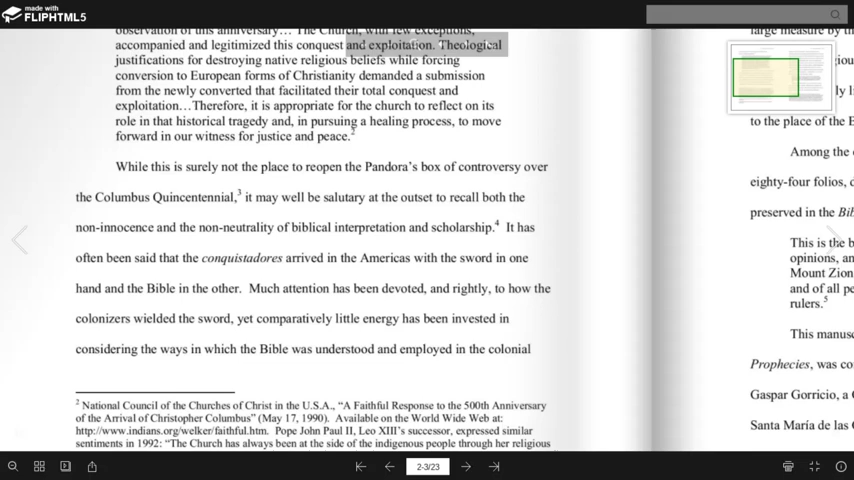 made with
FLIPHTML5
observation of this anniversary… The Church, with few exceptions,
accompanied and legitimized this conquest and exploitation. Theological
justifications for destroying native religious beliefs while forcing
conversion to European forms of Christianity demanded a submission
from the newly converted that facilitated their total conquest and
exploitation…Therefore, it is appropriate for the church to reflect on its
role in that historical tragedy and, in pursuing a healing process, to move
forward in our witness for justice and peace.2
While this is surely not the place to reopen the Pandora’s box of controversy over
the Columbus Quincentennial,3 it may well be salutary at the outset to recall both the
non-innocence and the non-neutrality of biblical interpretation and scholarship.4 It has
often been said that the conquistadores arrived in the Americas with the sword in one
hand and the Bible in the other. Much attention has been devoted, and rightly, to how the
colonizers wielded the sword, yet comparatively little energy has been invested in
considering the ways in which the Bible was understood and employed in the colonial
2 National Council of the Churches of Christ in the U.S.A., “A Faithful Response to the 500th Anniversary
of the Arrival of Christopher Columbus” (May 17, 1990). Available on the World Wide Web at:
http://www.indians.org/welker/faithful.htm. Pope John Paul II, Leo XIII’s successor, expressed similar
sentiments in 1992: “The Church has always been at the side of the indigenous people through her religious
large measure by
to the place of the
Among the
eighty-four folios,
preserved in the
This is the
opinions,
Mount Zion
and of all
rulers.5
This
Prophecies, was
Gaspar Gorricio, a
Santa María de las
2-3/23